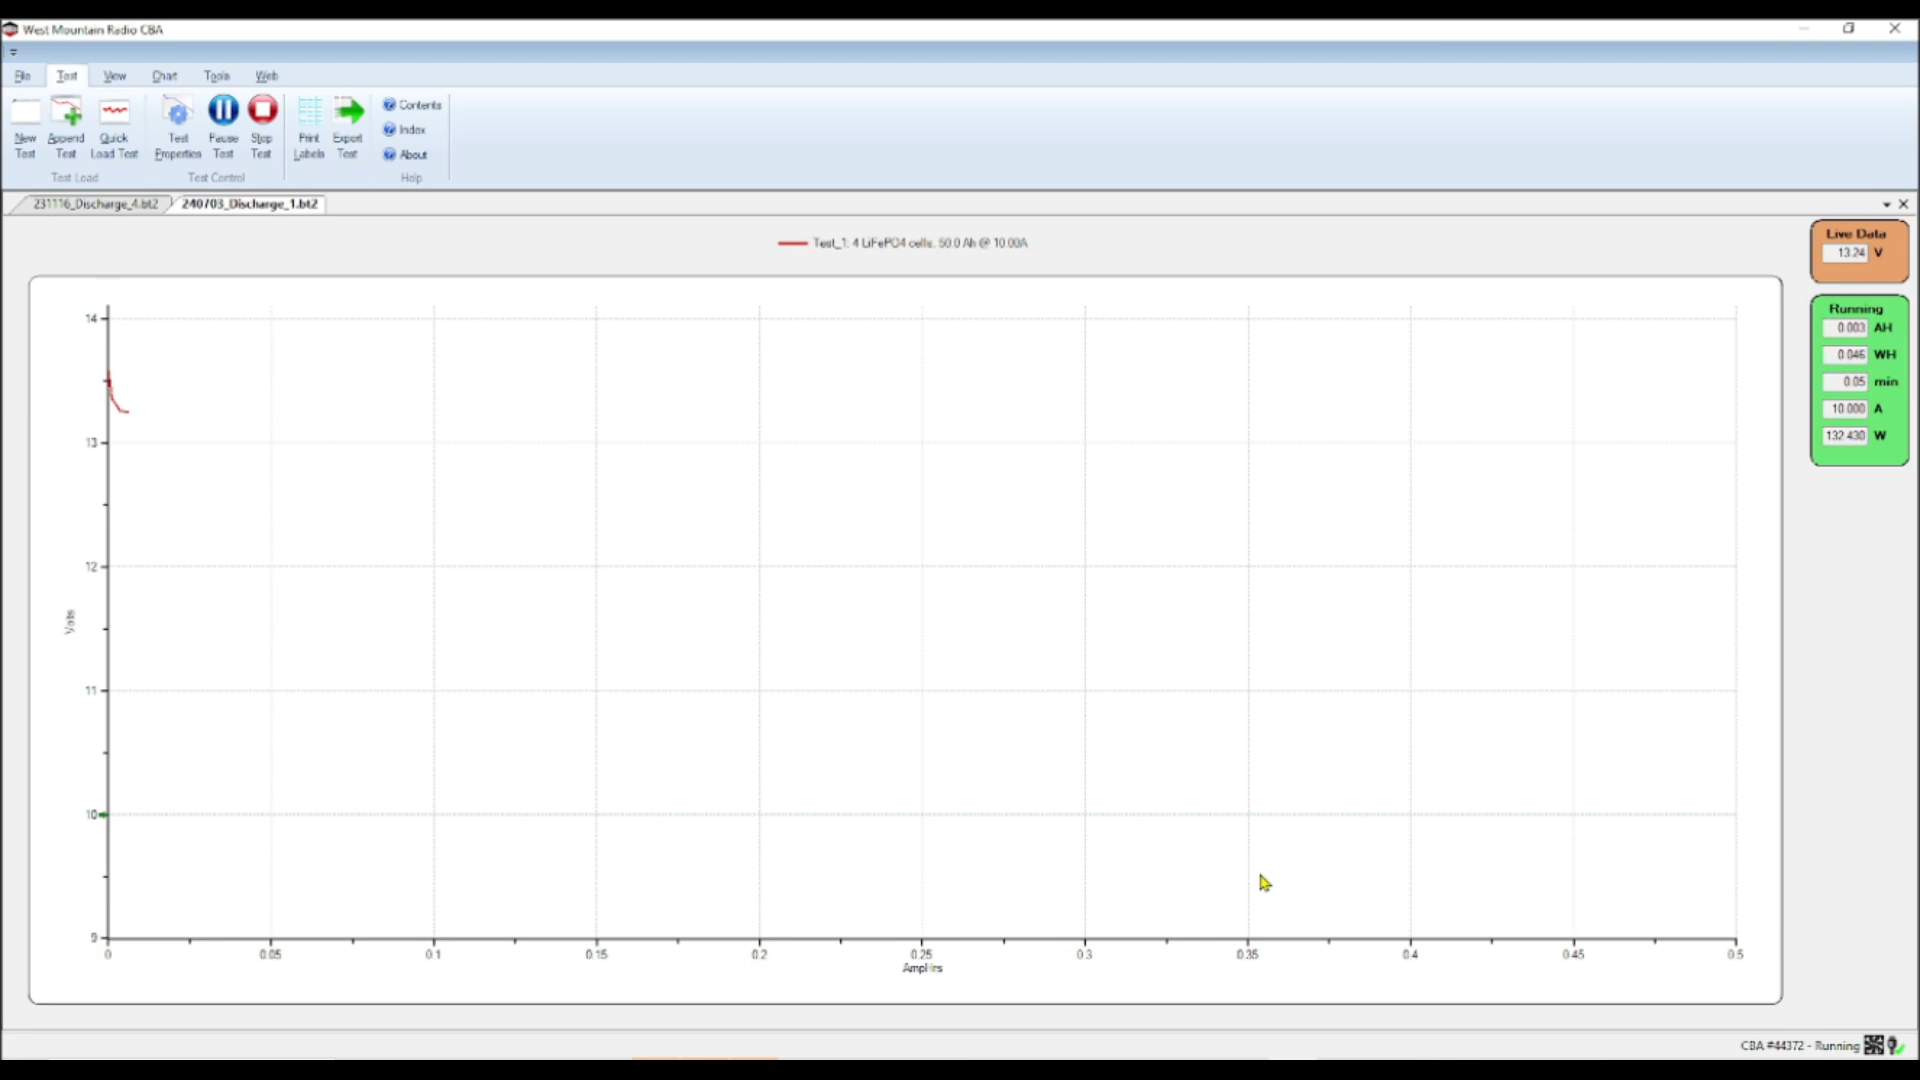 West Mountain Radio CBA
File Test View Chart Tools Web
New Test
Append Test
Quick Load Test
Test Load
Test Properties
Pause Test
Stop Test
Test Control
Print Labels
Export Test
Contents
Index
About
Help
231116_Discharge_4.bt2
240703_Discharge_1.bt2
Test_1: 4 LiFePO4 cells. 50.0 Ah @ 10.00A
Live Data
13.24 V
Running
0.003 AH
0.046 WH
0.05 min
10.000 A
132.430 W
14
13
12
11
10
9
Volts
0 0.05 0.1 0.15 0.2 0.25 0.3 0.35 0.4 0.45 0.5
AmpHrs
CBA #44372 - Running